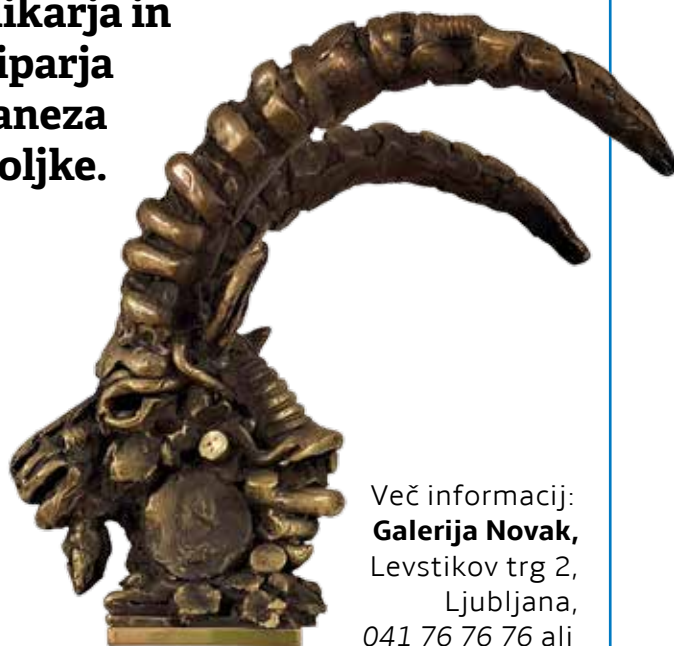 ikarja in
iparja
aneza
oljke.
Več informacij:
Galerija Novak,
Levstikov trg 2,
Ljubljana,
041 76 76 76 ali